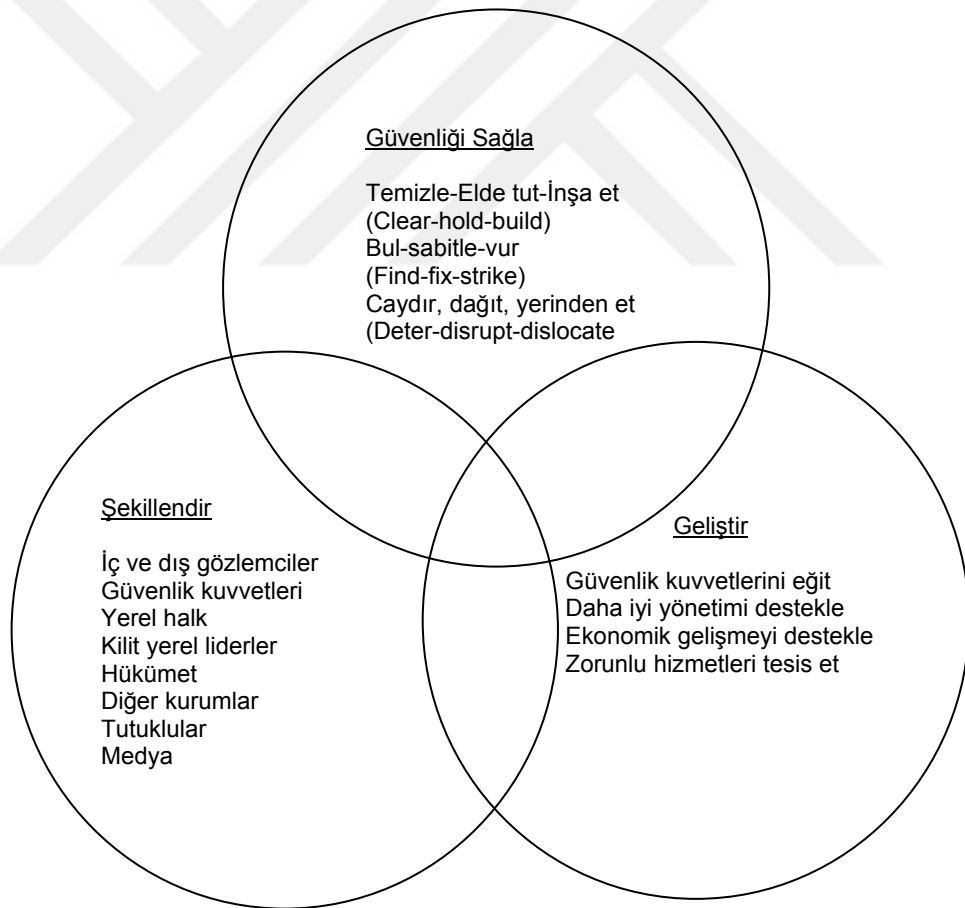 Güvenliği Sağla
Temizle-Elde tut-İnşa et
(Clear-hold-build)
Bul-sabitle-vur
(Find-fix-strike)
Caydır, dağıt, yerinden et
(Deter-disrupt-dislocate
Şekillendir
İç ve dış gözlemciler
Güvenlik kuvvetleri
Yerel halk
Kilit yerel liderler
Hükümet
Diğer kurumlar
Tutuklular
Medya
Geliştir
Güvenlik kuvvetlerini eğit
Daha iyi yönetimi destekle
Ekonomik gelişmeyi destekle
Zorunlu hizmetleri tesis et